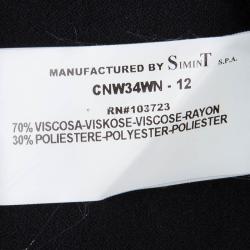 MANUFACTURED BY SIMINT S.P.A.
CNW34WN - 12
RN#103723
70% VISCOSA-VISKOSE-VISCOSE-RAYON
30% POLIESTERE-POLYESTER-POLIESTER